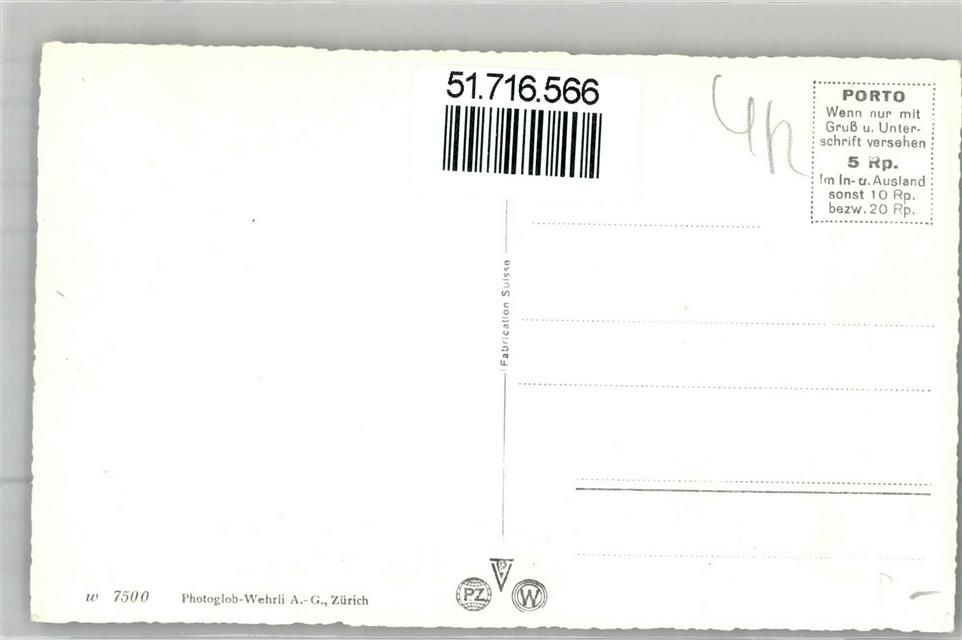 51.716.566
PORTO
Wenn nur mit
Gruß u. Unter-
schrift versehen
5 Rp.
Im In- u. Ausland
sonst 10 Rp.
bezw. 20 Rp.
Fabrication Suisse
w 7500
Photoglob-Wehrli A.-G., Zürich
PZ
W